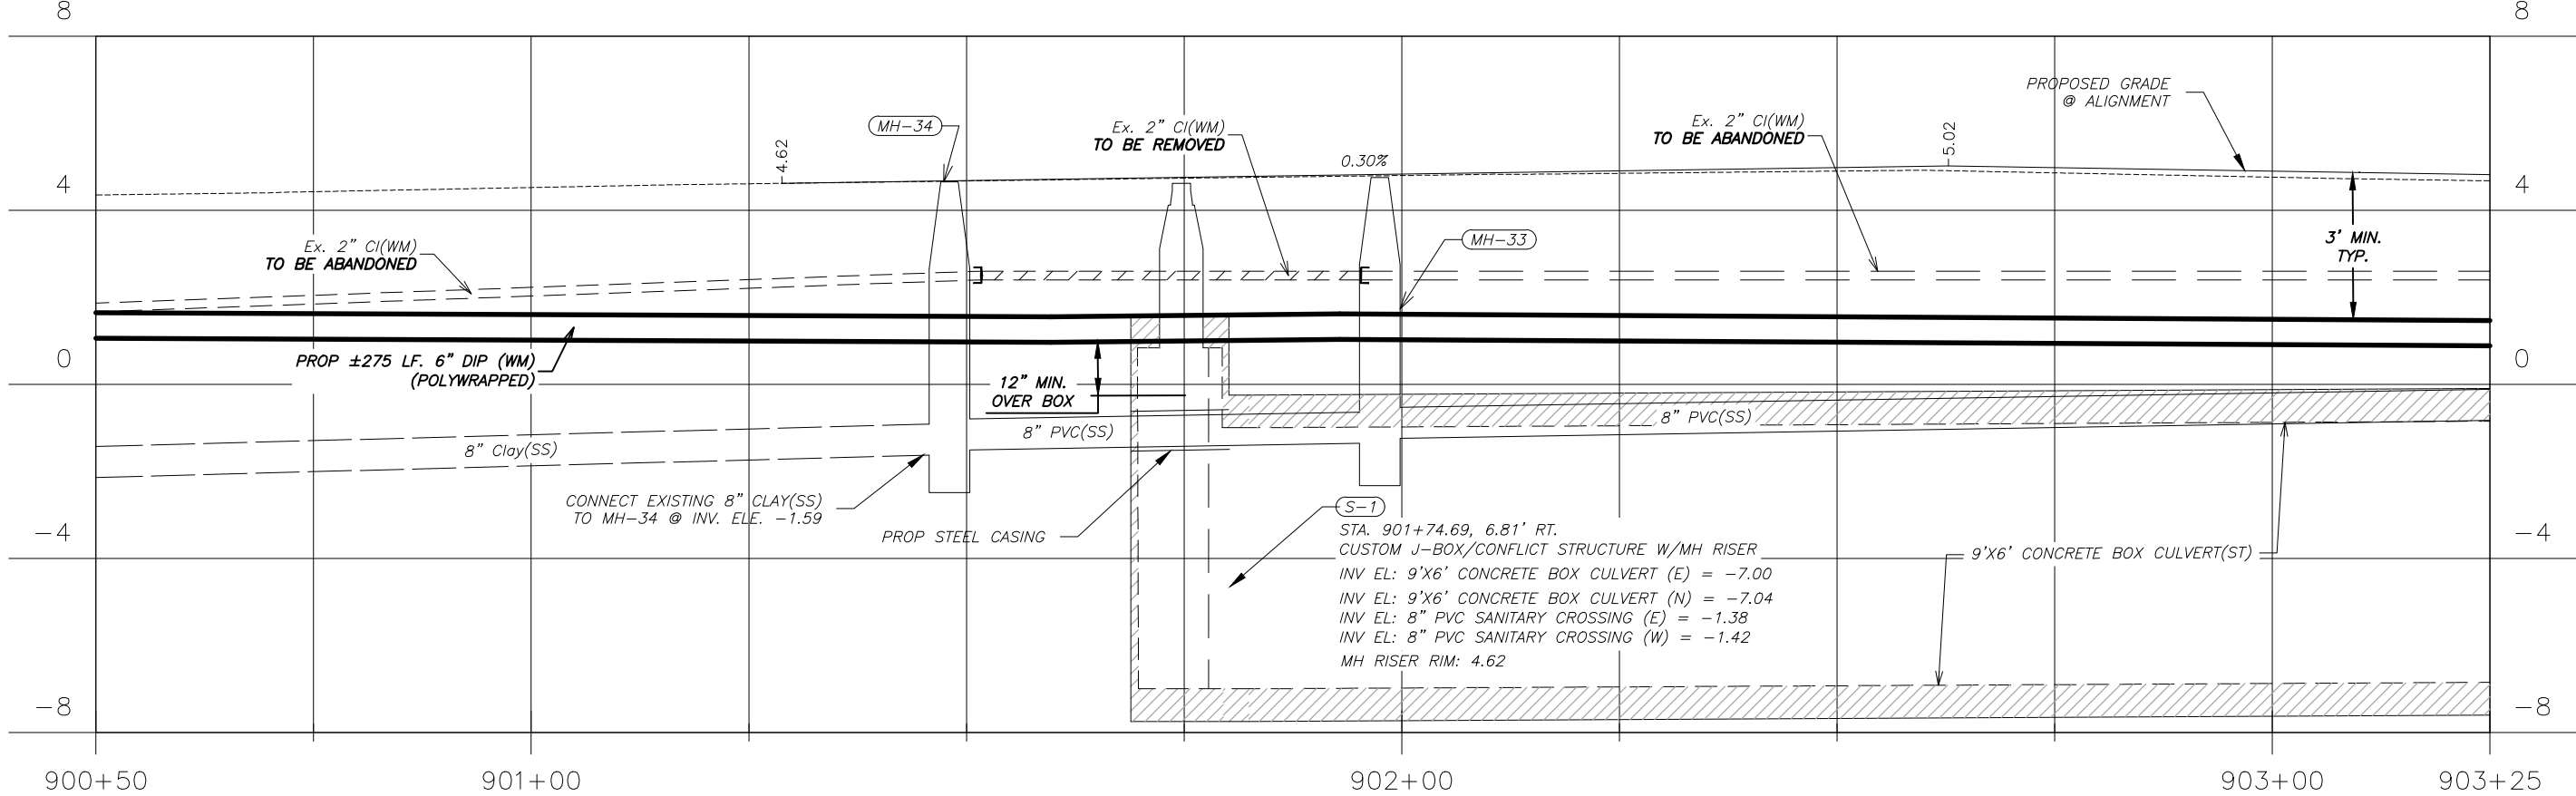 8
8
PROPOSED GRADE
@ ALIGNMENT
MH-34
Ex. 2" CI(WM)
TO BE REMOVED
Ex. 2" CI(WM)
TO BE ABANDONED
4.62
0.30%
5.02
4
4
Ex. 2" CI(WM)
TO BE ABANDONED
MH-33
3' MIN.
TYP.
0
0
PROP ±275 LF. 6" DIP (WM)
(POLYWRAPPED)
12" MIN.
OVER BOX
8" PVC(SS)
8" PVC(SS)
8" Clay(SS)
CONNECT EXISTING 8" CLAY(SS)
TO MH-34 @ INV. ELE. -1.59
PROP STEEL CASING
S-1
STA. 901+74.69, 6.81' RT.
CUSTOM J-BOX/CONFLICT STRUCTURE W/MH RISER
INV EL: 9'X6' CONCRETE BOX CULVERT (E) = -7.00
INV EL: 9'X6' CONCRETE BOX CULVERT (N) = -7.04
INV EL: 8" PVC SANITARY CROSSING (E) = -1.38
INV EL: 8" PVC SANITARY CROSSING (W) = -1.42
MH RISER RIM: 4.62
9'X6' CONCRETE BOX CULVERT(ST)
-4
-4
-8
-8
900+50
901+00
902+00
903+00
903+25